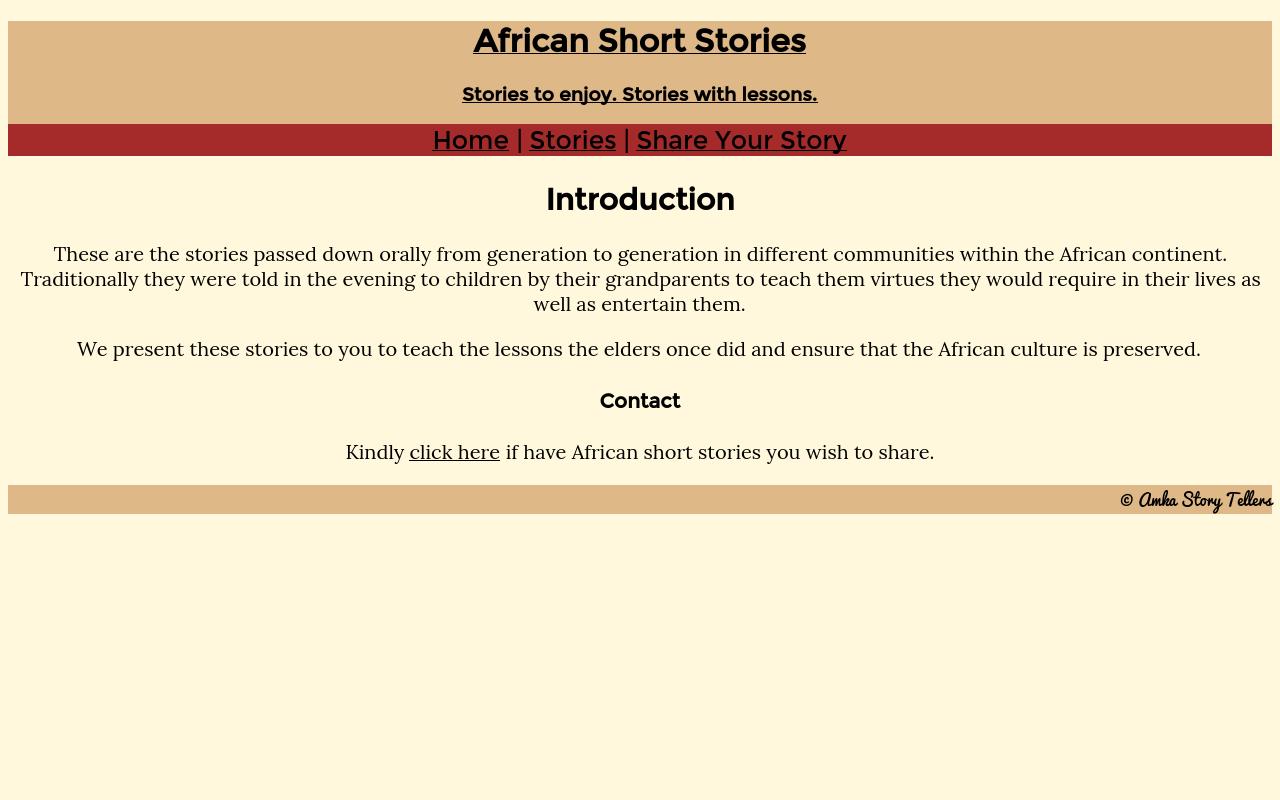 African Short Stories
Stories to enjoy. Stories with lessons.
Home | Stories | Share Your Story
Introduction
These are the stories passed down orally from generation to generation in different communities within the African continent.
Traditionally they were told in the evening to children by their grandparents to teach them virtues they would require in their lives as
well as entertain them.
We present these stories to you to teach the lessons the elders once did and ensure that the African culture is preserved.
Contact
Kindly click here if have African short stories you wish to share.
© Amka Story Tellers